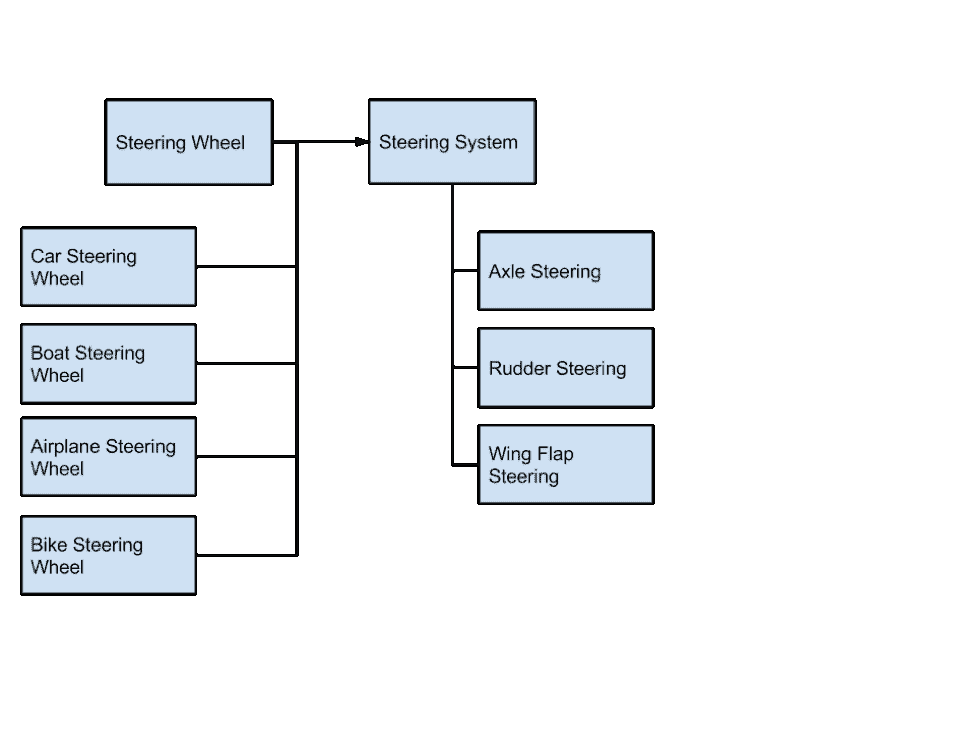 Steering Wheel
Steering System
Car Steering
Wheel
Boat Steering
Wheel
Airplane Steering
Wheel
Bike Steering
Wheel
Axle Steering
Rudder Steering
Wing Flap
Steering